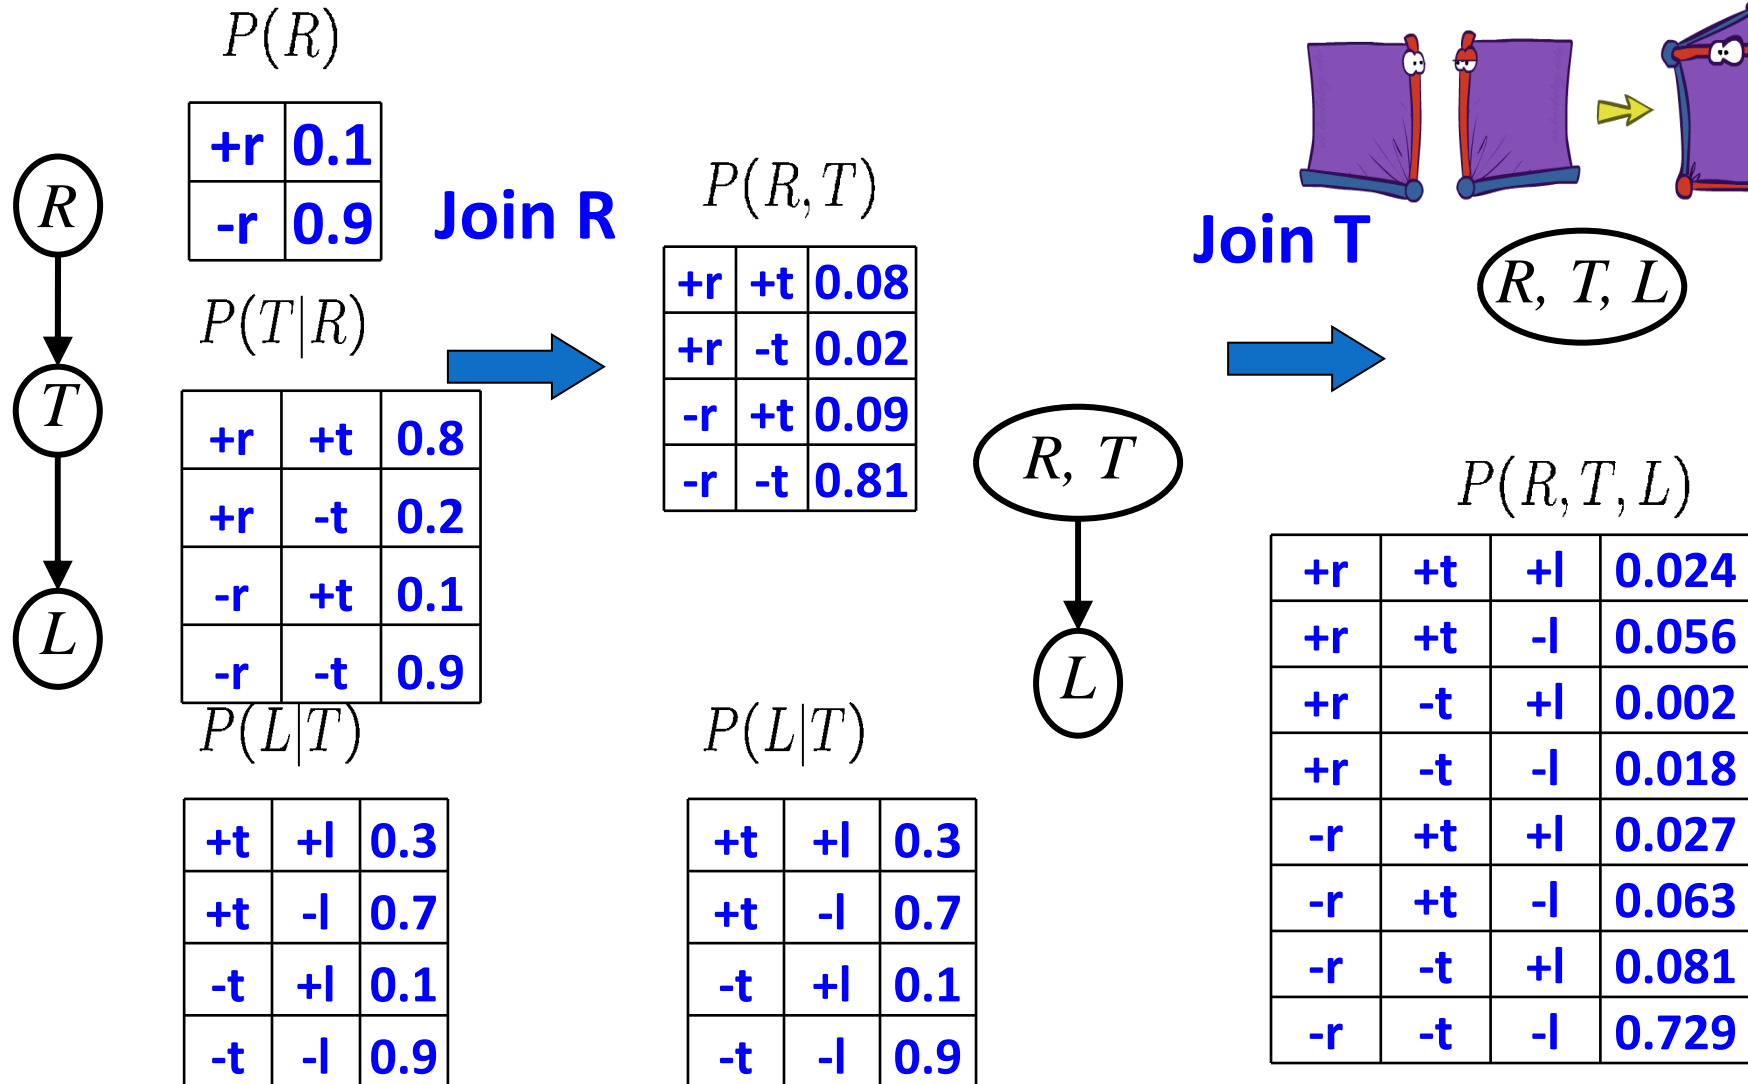 P(R)
+r 0.1
-r 0.9
P(T|R)
+r +t 0.8
+r -t 0.2
-r +t 0.1
-r -t 0.9
P(L|T)
+t +l 0.3
+t -l 0.7
-t +l 0.1
-t -l 0.9
R
T
L
Join R
P(R,T)
+r +t 0.08
+r -t 0.02
-r +t 0.09
-r -t 0.81
P(L|T)
+t +l 0.3
+t -l 0.7
-t +l 0.1
-t -l 0.9
R, T
L
Join T
R, T, L
P(R,T,L)
+r +t +l 0.024
+r +t -l 0.056
+r -t +l 0.002
+r -t -l 0.018
-r +t +l 0.027
-r +t -l 0.063
-r -t +l 0.081
-r -t -l 0.729